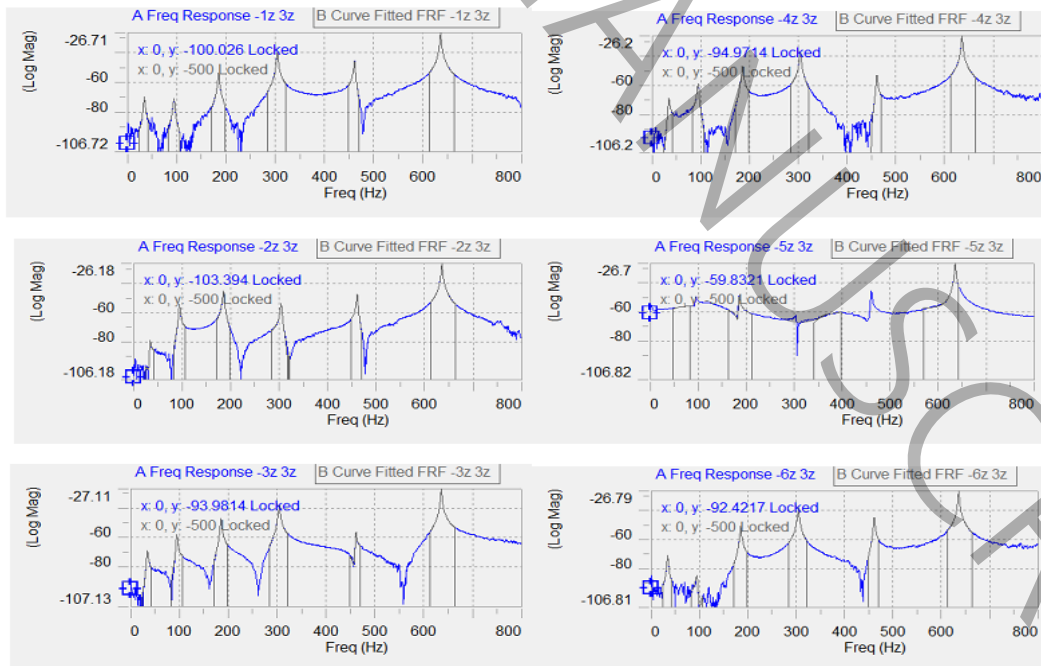 A Freq Response -1z 3z B Curve Fitted FRF -1z 3z
(Log Mag)
-26.71
x: 0, y: -100.026 Locked
x: 0, y: -500 Locked
-60
-80
-106.72
0 100 200 300 400 500 600 800
Freq (Hz)
A Freq Response -4z 3z B Curve Fitted FRF -4z 3z
(Log Mag)
-26.2
x: 0, y: -94.9714 Locked
x: 0, y: -500 Locked
-60
-80
-106.2
0 100 200 300 400 500 600 800
Freq (Hz)
A Freq Response -2z 3z B Curve Fitted FRF -2z 3z
(Log Mag)
-26.18
x: 0, y: -103.394 Locked
x: 0, y: -500 Locked
-60
-80
-106.18
0 100 200 300 400 500 600 800
Freq (Hz)
A Freq Response -5z 3z B Curve Fitted FRF -5z 3z
(Log Mag)
-26.7
x: 0, y: -59.8321 Locked
x: 0, y: -500 Locked
-60
-80
-106.82
0 100 200 300 400 500 600 800
Freq (Hz)
A Freq Response -3z 3z B Curve Fitted FRF -3z 3z
(Log Mag)
-27.11
x: 0, y: -93.9814 Locked
x: 0, y: -500 Locked
-60
-80
-107.13
0 100 200 300 400 500 600 800
Freq (Hz)
A Freq Response -6z 3z B Curve Fitted FRF -6z 3z
(Log Mag)
-26.79
x: 0, y: -92.4217 Locked
x: 0, y: -500 Locked
-60
-80
-106.81
0 100 200 300 400 500 600 800
Freq (Hz)